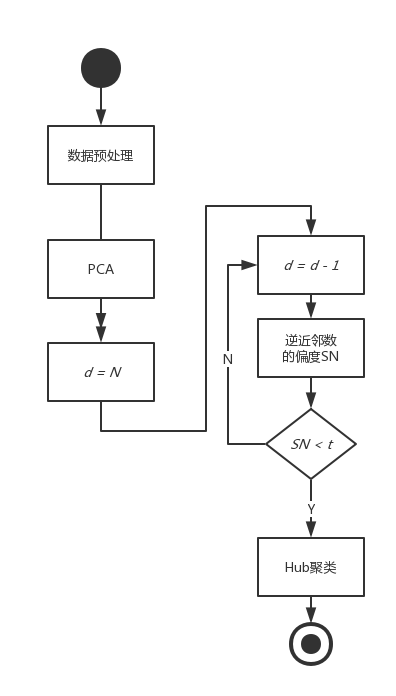 数据预处理
PCA
d = N
d = d - 1
逆近邻数
的偏度SN
N
SN < t
Y
Hub聚类